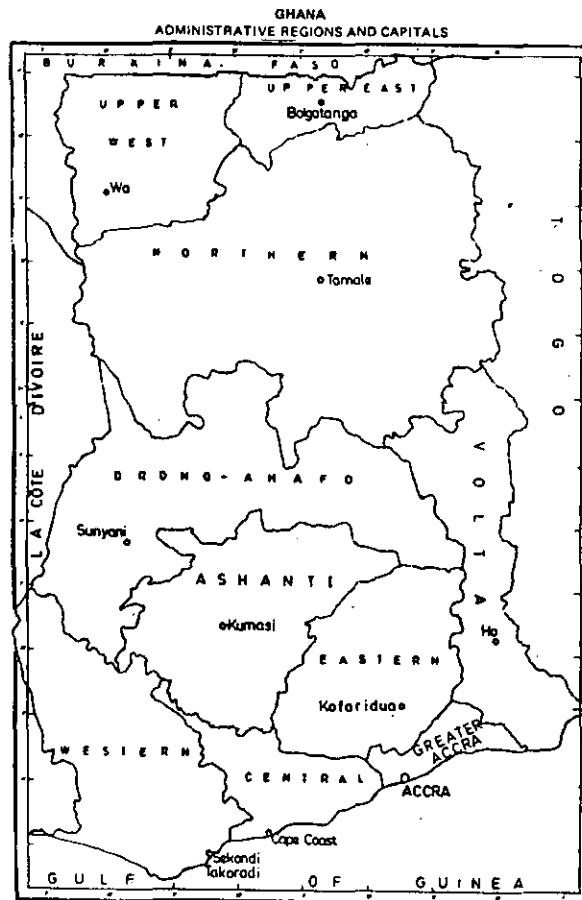 GHANA
ADMINISTRATIVE REGIONS AND CAPITALS
BURKINA FASO
UPPER EAST
Bolgatanga
UPPER
WEST
Wa
NORTHERN
Tamale
TOGO
LA CÔTE D'IVOIRE
BRONG-AHAFO
VOLTA
Sunyani
ASHANTI
Kumasi
Ho
EASTERN
Koforidua
GREATER
ACCRA
WESTERN
CENTRAL
ACCRA
Cape Coast
Sekondi
Takoradi
GULF OF GUINEA